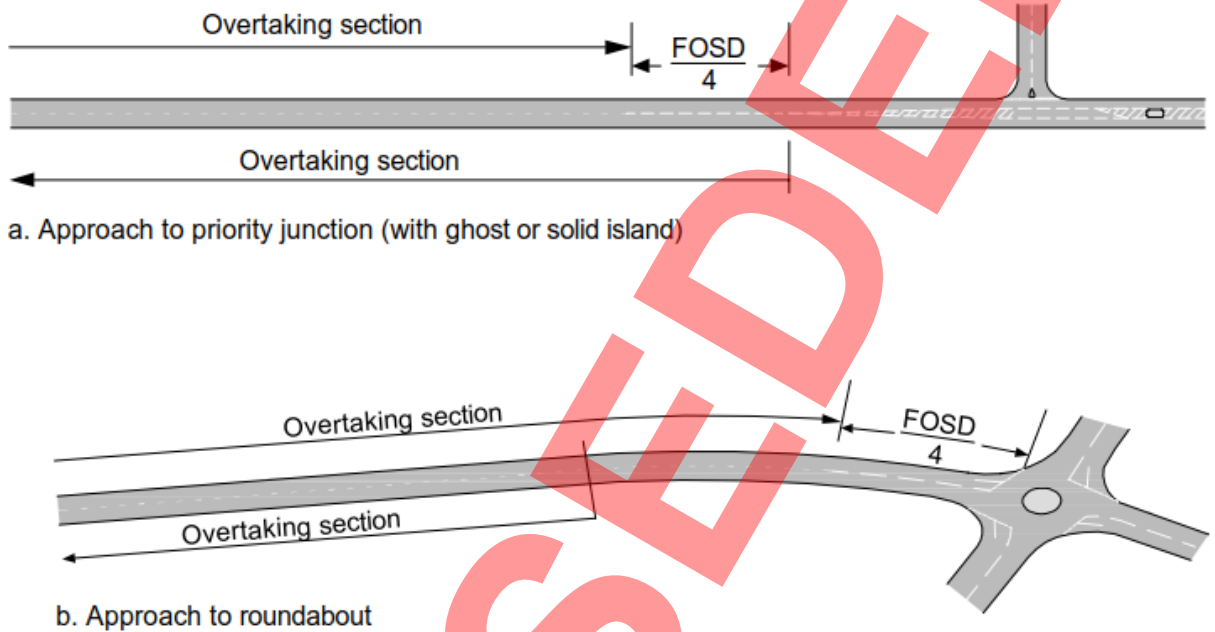 Overtaking section
FOSD
4
Overtaking section
a. Approach to priority junction (with ghost or solid island)
Overtaking section
FOSD
4
Overtaking section
b. Approach to roundabout
SEDE